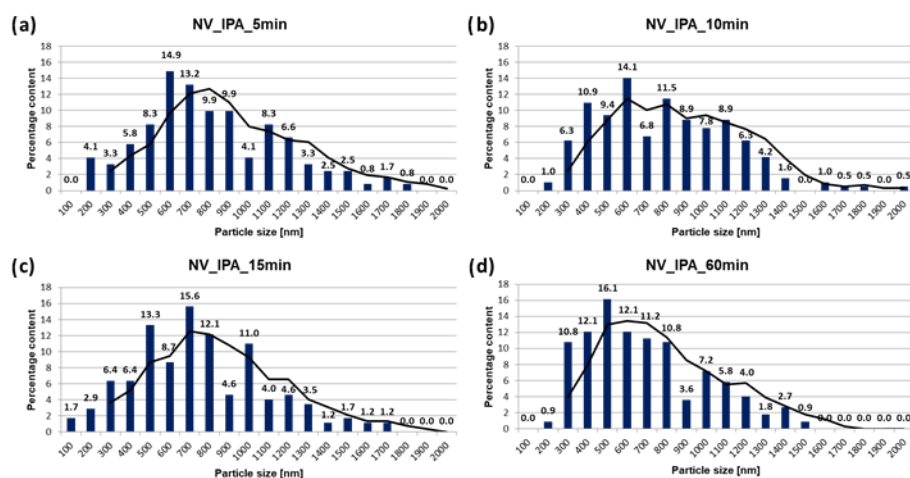 (a)
NV_IPA_5min
Percentage content
18
16
14
12
10
8
6
4
2
0
0.0 4.1 3.3 5.8 8.3 14.9 13.2 9.9 9.9 4.1 8.3 6.6 3.3 2.5 2.5 0.8 1.7 0.8 0.0 0.0
100 200 300 400 500 600 700 800 900 1000 1100 1200 1300 1400 1500 1600 1700 1800 1900 2000
Particle size [nm]
(b)
NV_IPA_10min
Percentage content
18
16
14
12
10
8
6
4
2
0
0.0 1.0 6.3 10.9 9.4 14.1 6.8 11.5 8.9 7.8 8.9 6.3 4.2 1.6 0.0 1.0 0.5 0.5 0.0 0.5
100 200 300 400 500 600 700 800 900 1000 1100 1200 1300 1400 1500 1600 1700 1800 1900 2000
Particle size [nm]
(c)
NV_IPA_15min
Percentage content
18
16
14
12
10
8
6
4
2
0
1.7 2.9 6.4 6.4 13.3 8.7 15.6 12.1 4.6 11.0 4.0 4.6 3.5 1.2 1.7 1.2 1.2 0.0 0.0 0.0
100 200 300 400 500 600 700 800 900 1000 1100 1200 1300 1400 1500 1600 1700 1800 1900 2000
Particle size [nm]
(d)
NV_IPA_60min
Percentage content
18
16
14
12
10
8
6
4
2
0
0.0 0.9 10.8 12.1 16.1 12.1 11.2 10.8 3.6 7.2 5.8 4.0 1.8 2.7 0.9 0.0 0.0 0.0 0.0 0.0
100 200 300 400 500 600 700 800 900 1000 1100 1200 1300 1400 1500 1600 1700 1800 1900 2000
Particle size [nm]